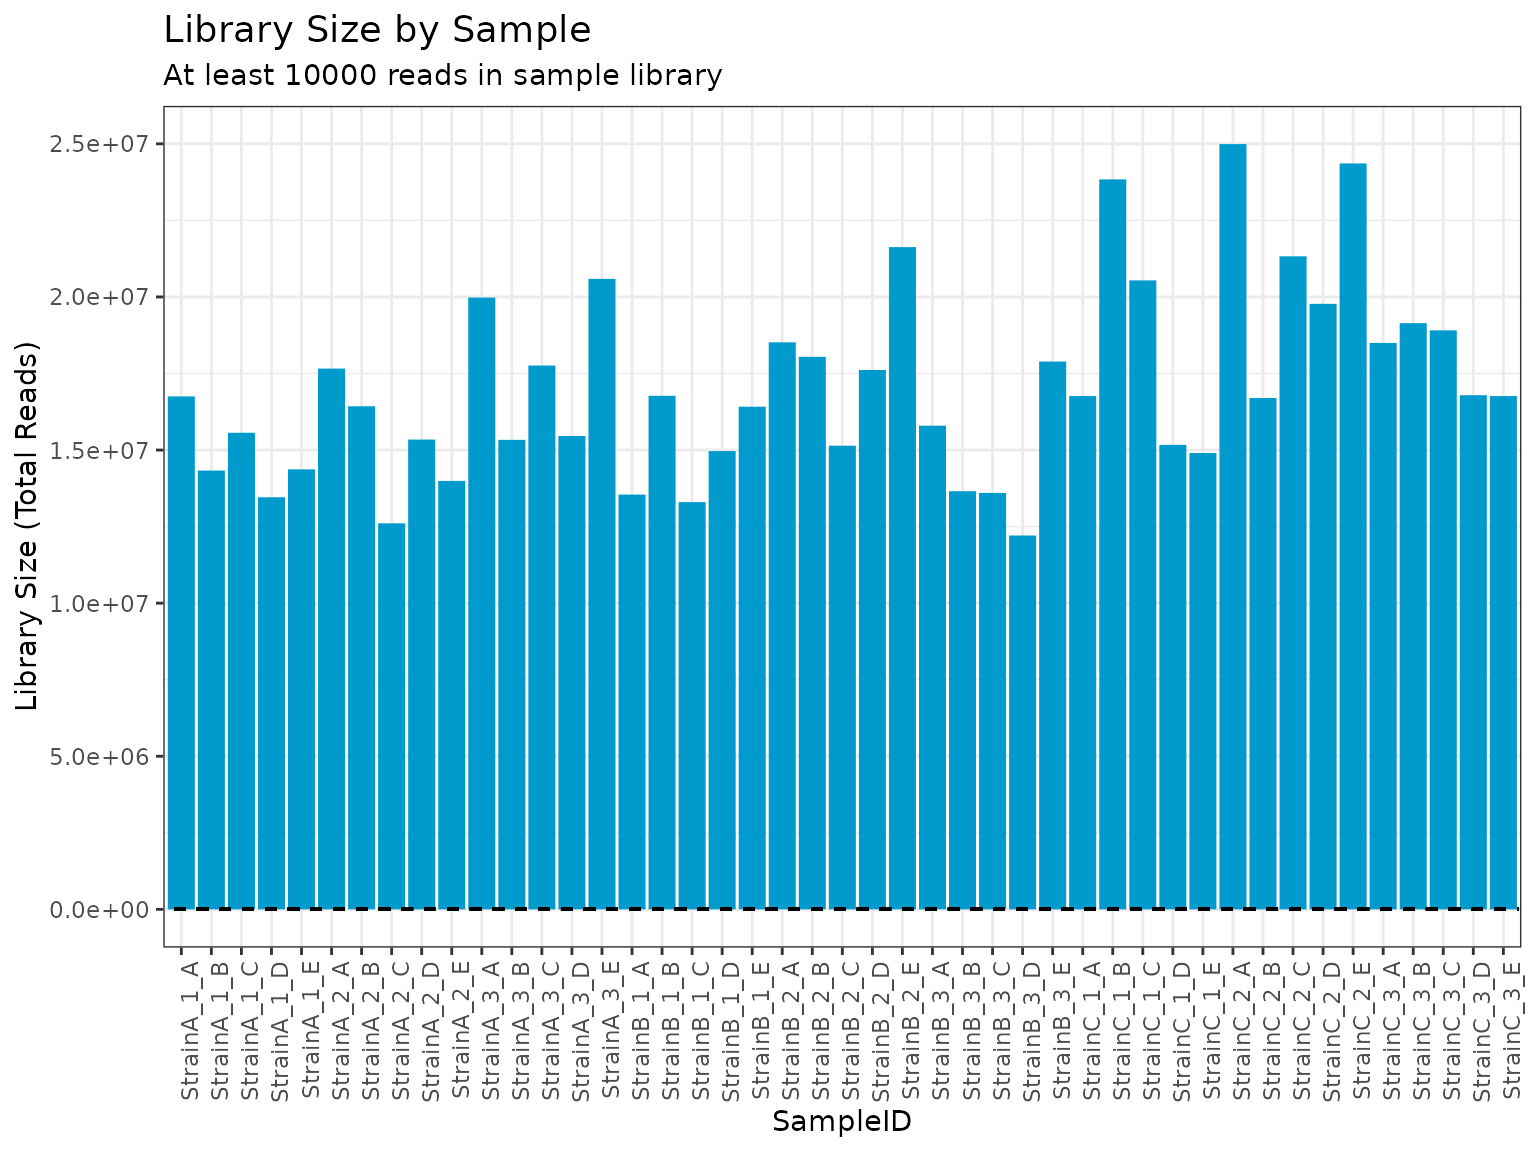 Library Size by Sample
At least 10000 reads in sample library
Library Size (Total Reads)
2.5e+07
2.0e+07
1.5e+07
1.0e+07
5.0e+06
0.0e+00
StrainA_1_A
StrainA_1_B
StrainA_1_C
StrainA_1_D
StrainA_1_E
StrainA_2_A
StrainA_2_B
StrainA_2_C
StrainA_2_D
StrainA_2_E
StrainA_3_A
StrainA_3_B
StrainA_3_C
StrainA_3_D
StrainA_3_E
StrainB_1_A
StrainB_1_B
StrainB_1_C
StrainB_1_D
StrainB_1_E
StrainB_2_A
StrainB_2_B
StrainB_2_C
StrainB_2_D
StrainB_2_E
StrainB_3_A
StrainB_3_B
StrainB_3_C
StrainB_3_D
StrainB_3_E
StrainC_1_A
StrainC_1_B
StrainC_1_C
StrainC_1_D
StrainC_1_E
StrainC_2_A
StrainC_2_B
StrainC_2_C
StrainC_2_D
StrainC_2_E
StrainC_3_A
StrainC_3_B
StrainC_3_C
StrainC_3_D
StrainC_3_E
SampleID